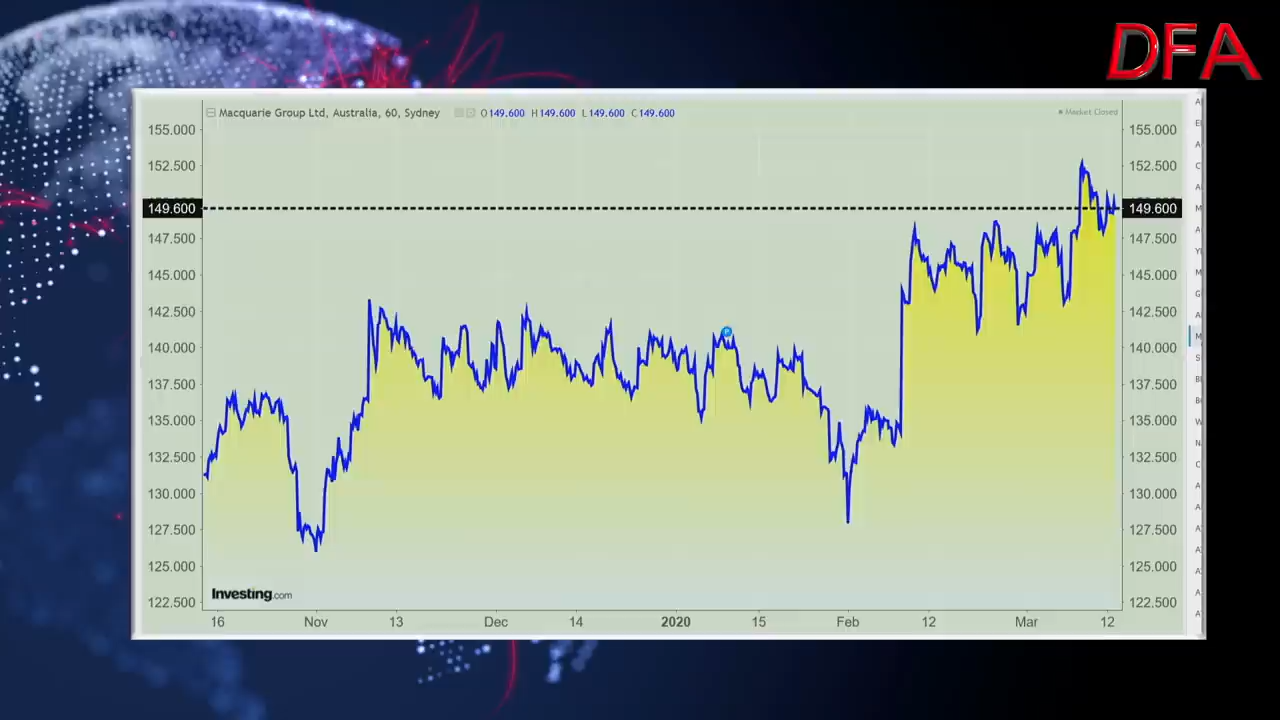 DFA
Macquarie Group Ltd, Australia, 60, Sydney O149.600 H149.600 L149.600 C149.600
Market Closed
155.000 155.000
152.500 152.500
149.600 149.600
147.500 147.500
145.000 145.000
142.500 142.500
140.000 140.000
137.500 137.500
135.000 135.000
132.500 132.500
130.000 130.000
127.500 127.500
125.000 125.000
122.500 122.500
Investing.com
16 Nov 13 Dec 14 2020 15 Feb 12 Mar 12